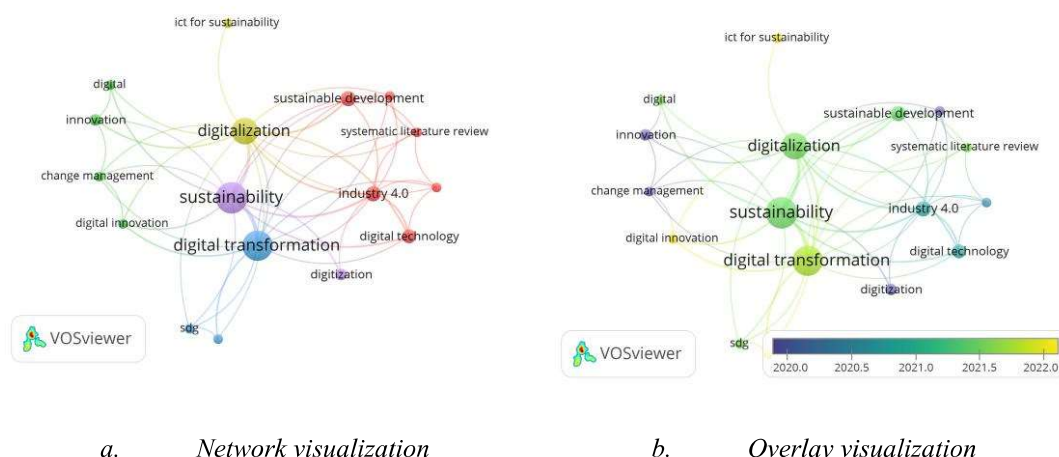 ict for sustainability
digital
innovation
change management
digital innovation
digitalization
sustainability
digital transformation
sustainable development
systematic literature review
industry 4.0
digital technology
digitization
sdg
VOSviewer
ict for sustainability
digital
innovation
change management
digital innovation
digitalization
sustainability
digital transformation
sustainable development
systematic literature review
industry 4.0
digital technology
digitization
sdg
VOSviewer
2020.0 2020.5 2021.0 2021.5 2022.0
a. Network visualization
b. Overlay visualization